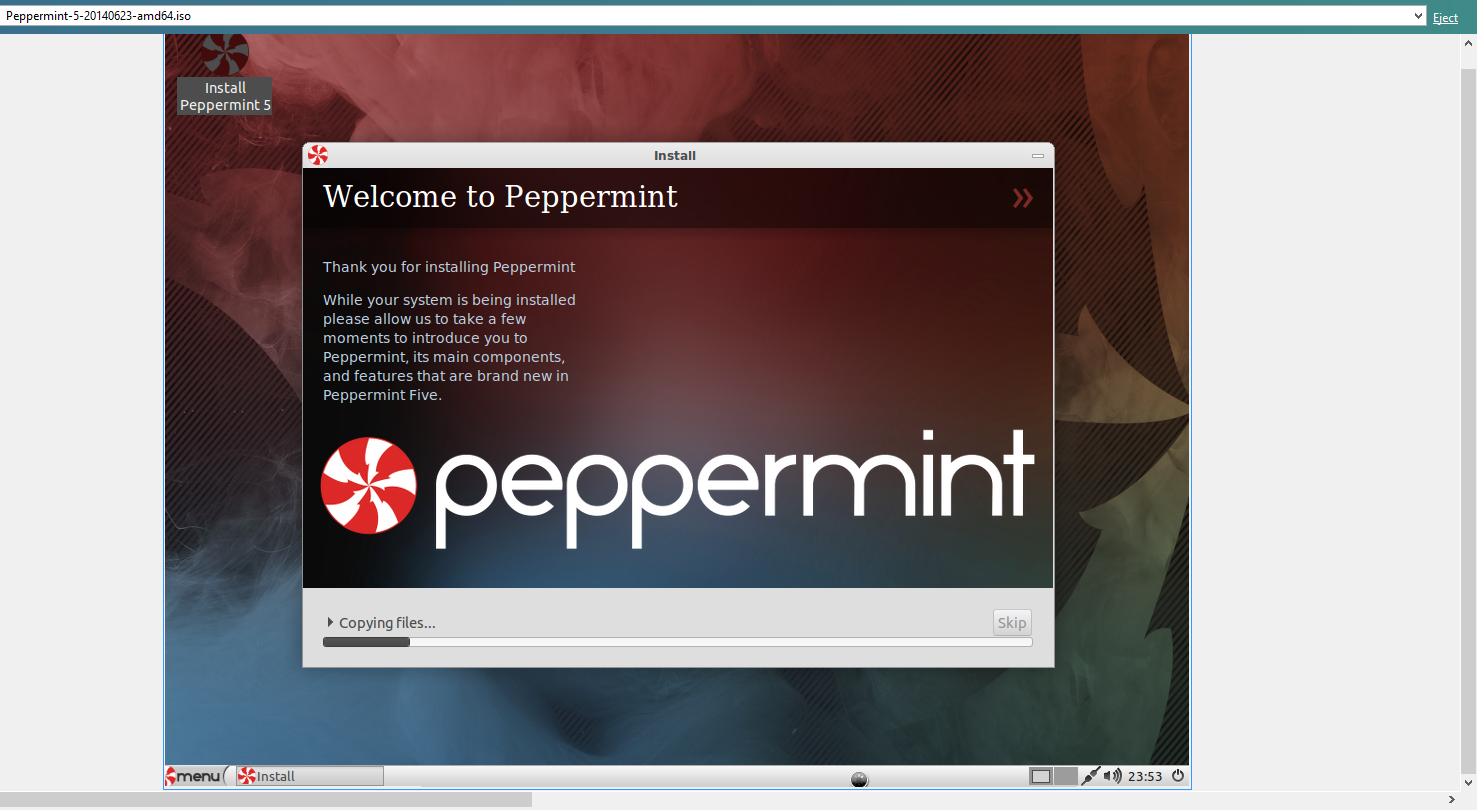 Peppermint-5-20140623-amd64.iso
Eject
Install
Peppermint 5
Install
Welcome to Peppermint
Thank you for installing Peppermint
While your system is being installed
please allow us to take a few
moments to introduce you to
Peppermint, its main components,
and features that are brand new in
Peppermint Five.
peppermint
Copying files...
Skip
menu
Install
23:53